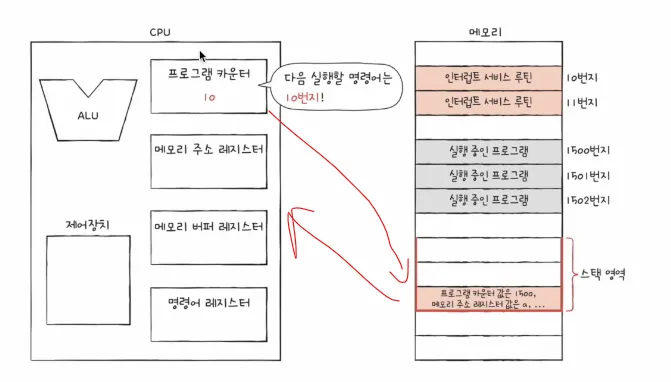 CPU
메모리
프로그램 카운터
10
다음 실행할 명령어는
10번지!
ALU
메모리 주소 레지스터
제어장치
메모리 버퍼 레지스터
명령어 레지스터
인터럽트 서비스 루틴
10번지
인터럽트 서비스 루틴
11번지
실행 중인 프로그램
1500번지
실행 중인 프로그램
1501번지
실행 중인 프로그램
1502번지
스택 영역
프로그램 카운터 값은 1500,
메모리 주소 레지스터 값은 a, ...